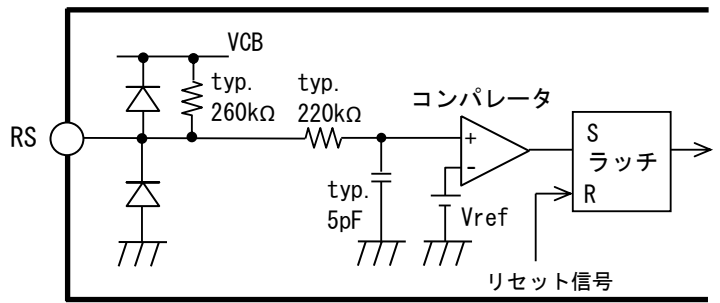 VCB
typ.
260kΩ
typ.
220kΩ
コンパレータ
RS
+
-
S
ラッチ
R
typ.
5pF
Vref
リセット信号